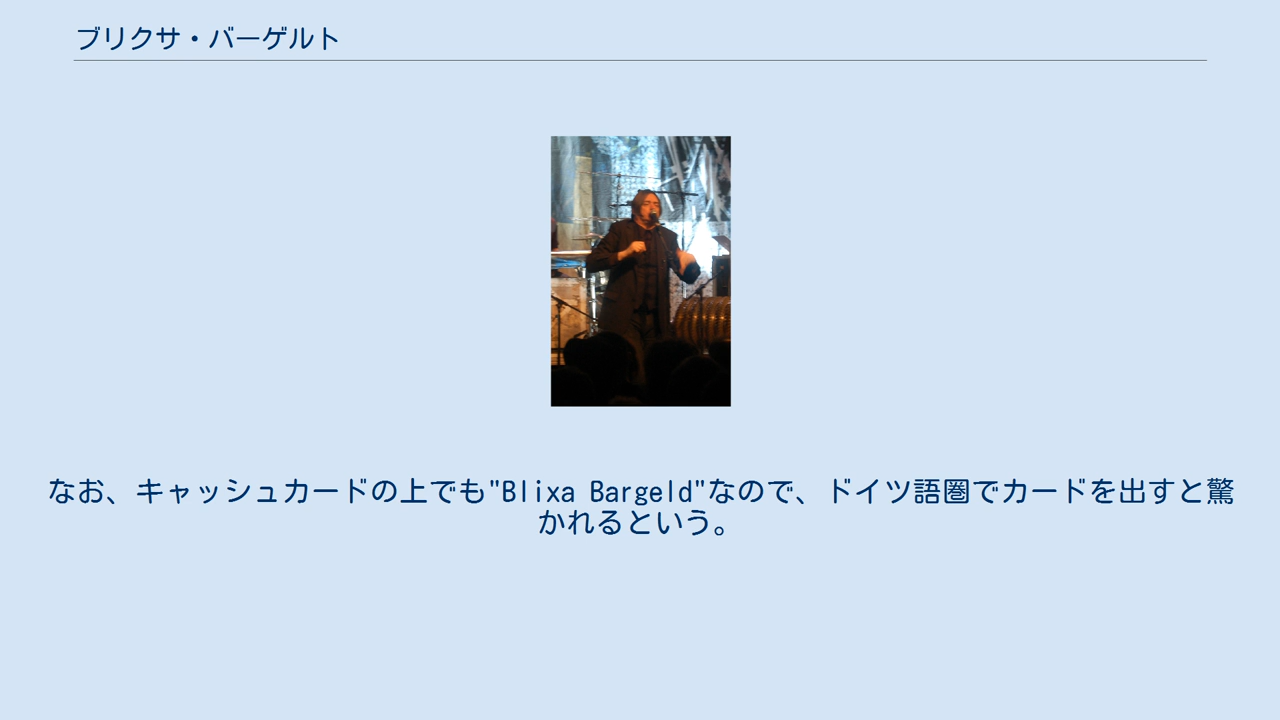 ブリクサ・バーゲルト
なお、キャッシュカードの上でも"Blixa Bargeld"なので、ドイツ語圏でカードを出すと驚
かれるという。